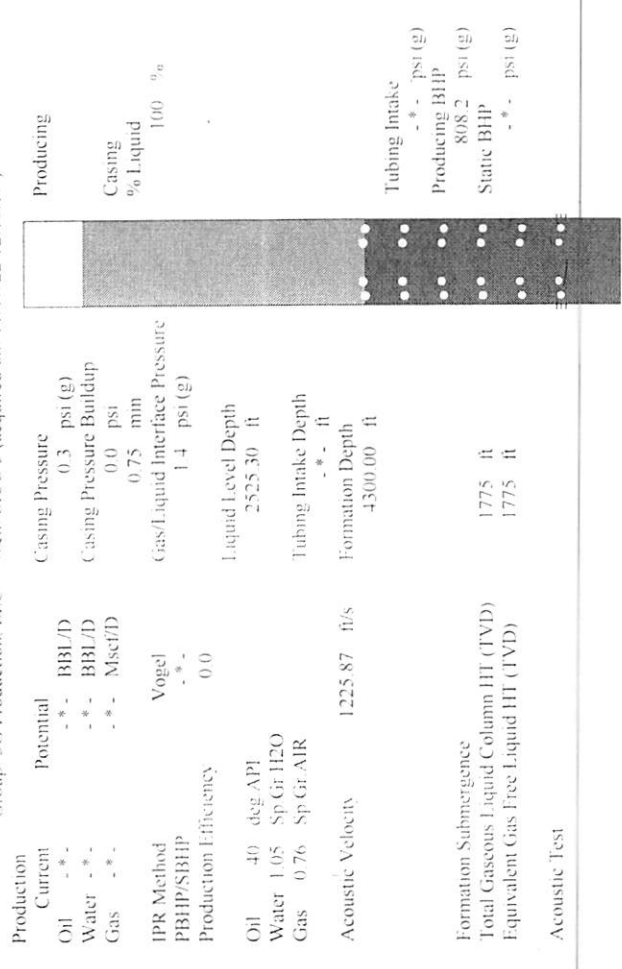 Production
Current Potential
Oil - * - - * - BBL/D
Water - * - - * - BBL/D
Gas - * - - * - Mscf/D
IPR Method Vogel
PBHP/SBHP - * -
Production Efficiency 0.0
Oil 40 deg API
Water 1.05 Sp Gr H2O
Gas 0.76 Sp Gr AIR
Acoustic Velocity 1225.87 ft/s
Formation Submergence
Total Gaseous Liquid Column HT (TVD) 1775 ft
Equivalent Gas Free Liquid HT (TVD) 1775 ft
Acoustic Test
Casing Pressure
0.3 psi (g)
Casing Pressure Buildup
0.0 psi
0.75 min
Gas/Liquid Interface Pressure
1.4 psi (g)
Liquid Level Depth
2525.30 ft
Tubing Intake Depth
- * - ft
Formation Depth
4300.00 ft
Producing
Casing
% Liquid
100 %
Tubing Intake
- * - psi (g)
Producing BHP
808.2 psi (g)
Static BHP
- * - psi (g)